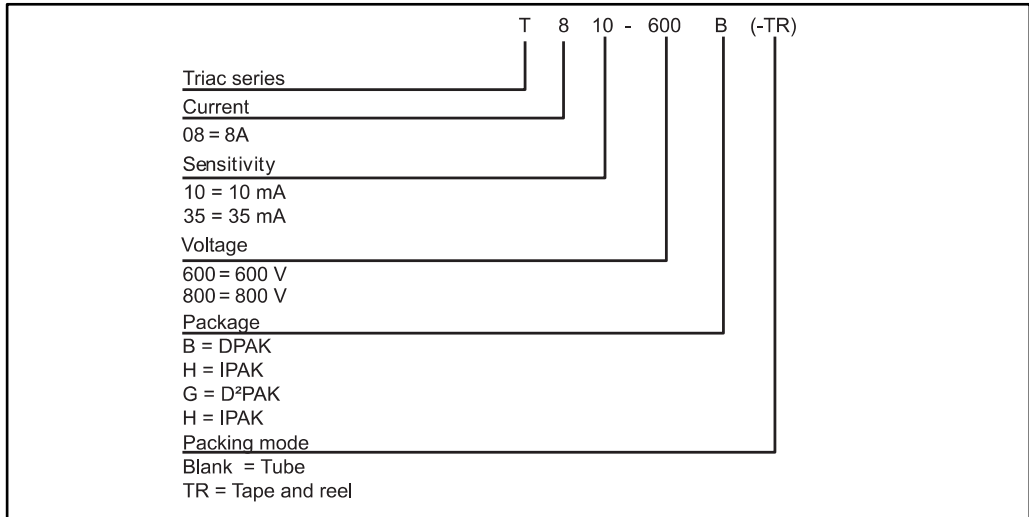 T 8 10 - 600 B (-TR)
Triac series
Current
08 = 8A
Sensitivity
10 = 10 mA
35 = 35 mA
Voltage
600 = 600 V
800 = 800 V
Package
B = DPAK
H = IPAK
G = D²PAK
H = IPAK
Packing mode
Blank = Tube
TR = Tape and reel